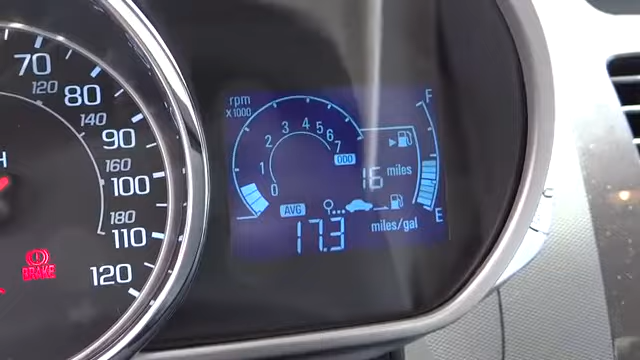 70
120
80
140
90
160
100
180
110
120
H
BRAKE
rpm
x1000
0 1 2 3 4 5 6 7
000
F
16 miles
E
AVG
17.3 miles/gal